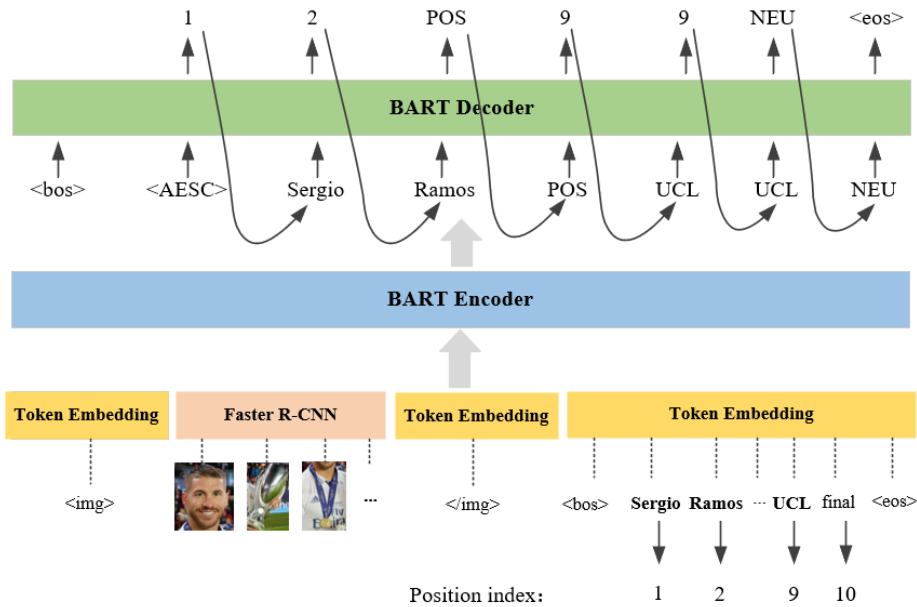 1 2 POS 9 9 NEU <eos>
BART Decoder
<bos> <AESC> Sergio Ramos POS UCL UCL NEU
BART Encoder
Token Embedding Faster R-CNN Token Embedding Token Embedding
<img> ... </img> <bos> Sergio Ramos ... UCL final <eos>
Position index: 1 2 9 10